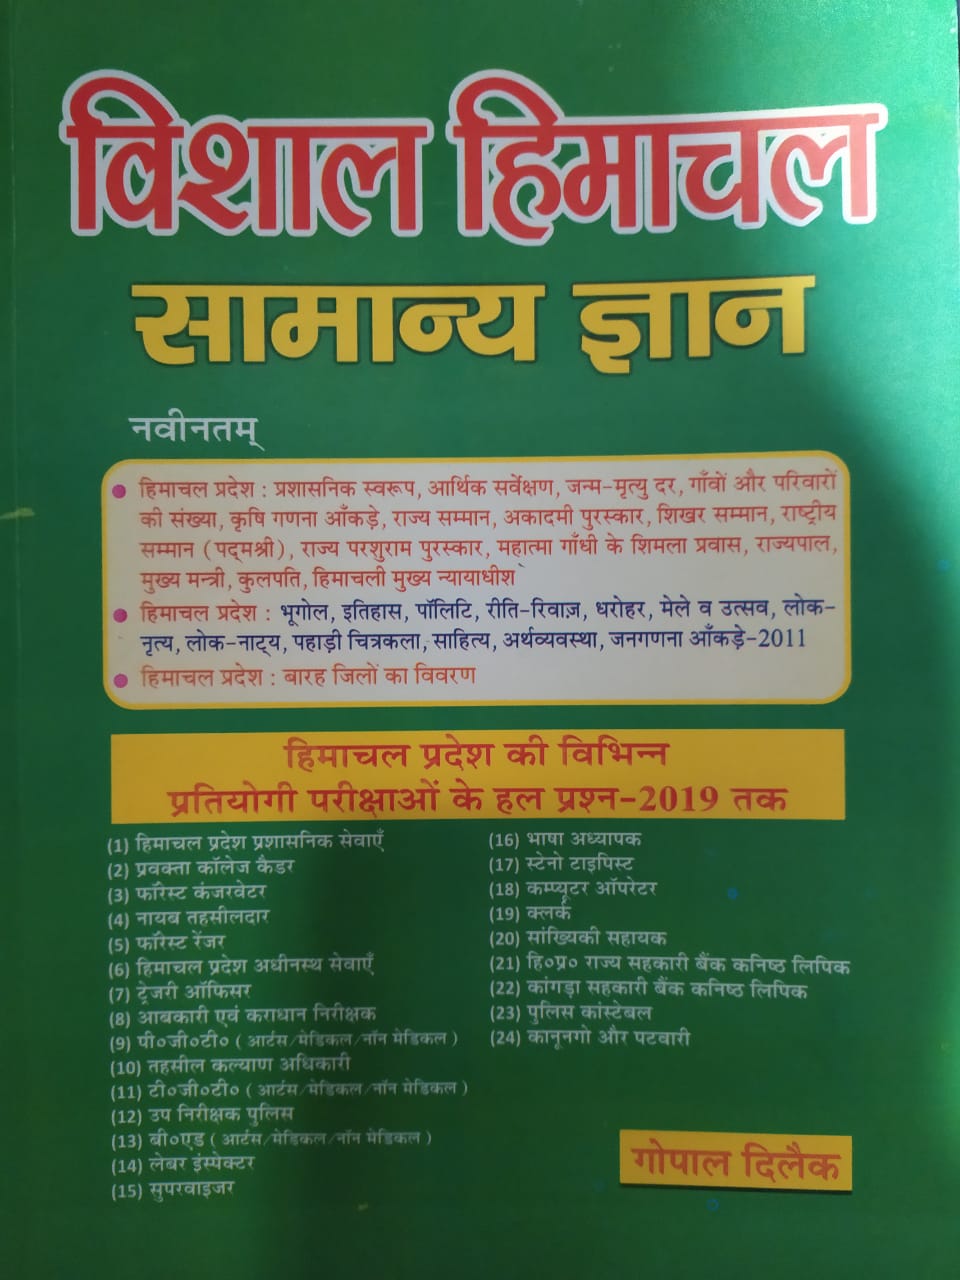 विशाल हिमाचल
सामान्य ज्ञान
नवीनतम्
• हिमाचल प्रदेश : प्रशासनिक स्वरूप, आर्थिक सर्वेक्षण, जन्म-मृत्यु दर, गाँवों और परिवारों
की संख्या, कृषि गणना आँकड़े, राज्य सम्मान, अकादमी पुरस्कार, शिखर सम्मान, राष्ट्रीय
सम्मान (पद्मश्री), राज्य परशुराम पुरस्कार, महात्मा गाँधी के शिमला प्रवास, राज्यपाल,
मुख्य मन्त्री, कुलपति, हिमाचली मुख्य न्यायाधीश
• हिमाचल प्रदेश : भूगोल, इतिहास, पॉलिटि, रीति-रिवाज़, धरोहर, मेले व उत्सव, लोक-
नृत्य, लोक-नाट्य, पहाड़ी चित्रकला, साहित्य, अर्थव्यवस्था, जनगणना आँकड़े-2011
• हिमाचल प्रदेश : बारह जिलों का विवरण
हिमाचल प्रदेश की विभिन्न
प्रतियोगी परीक्षाओं के हल प्रश्न-2019 तक
(1) हिमाचल प्रदेश प्रशासनिक सेवाएँ
(2) प्रवक्ता कॉलेज कैडर
(3) फॉरेस्ट कंजरवेटर
(4) नायब तहसीलदार
(5) फॉरेस्ट रेंजर
(6) हिमाचल प्रदेश अधीनस्थ सेवाएँ
(7) ट्रेजरी ऑफिसर
(8) आबकारी एवं कराधान निरीक्षक
(9) पी०जी०टी० (आर्टस/मेडिकल/नॉन मेडिकल)
(10) तहसील कल्याण अधिकारी
(11) टी०जी०टी० (आर्टस/मेडिकल/नॉन मेडिकल)
(12) उप निरीक्षक पुलिस
(13) बी०एड (आर्टस/मेडिकल/नॉन मेडिकल)
(14) लेबर इंस्पेक्टर
(15) सुपरवाइजर
(16) भाषा अध्यापक
(17) स्टेनो टाइपिस्ट
(18) कम्प्यूटर ऑपरेटर
(19) क्लर्क
(20) सांख्यिकी सहायक
(21) हि०प्र० राज्य सहकारी बैंक कनिष्ठ लिपिक
(22) कांगड़ा सहकारी बैंक कनिष्ठ लिपिक
(23) पुलिस कांस्टेबल
(24) कानूनगो और पटवारी
गोपाल दिलैक